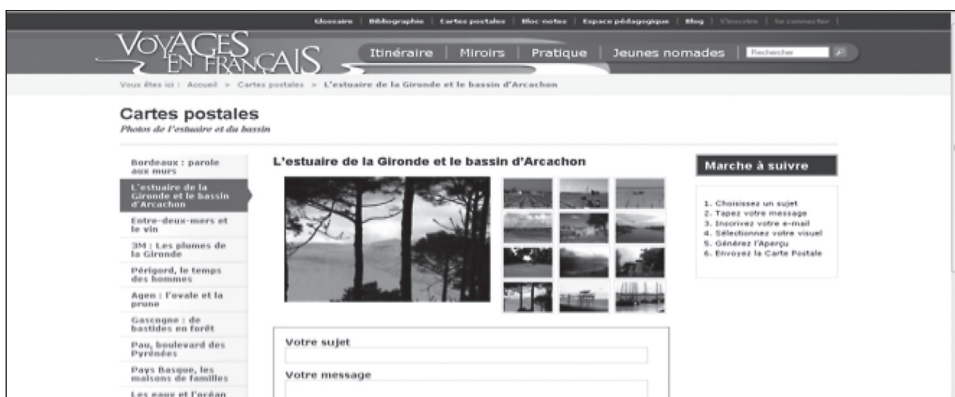 Glossaire | Bibliographie | Cartes postales | Bloc-notes | Espace pédagogique | Blog | S'inscrire | Se connecter |
VOYAGES
EN FRANÇAIS
Itinéraire | Miroirs | Pratique | Jeunes nomades | Rechercher
Vous êtes ici : Accueil > Cartes postales > L'estuaire de la Gironde et le bassin d'Arcachon
Cartes postales
Photos de l'estuaire et du bassin
Bordeaux : parole
aux murs
L'estuaire de la
Gironde et le bassin
d'Arcachon
Entre-deux-mers et
le vin
3M : Les plumes de
la Gironde
Périgord, le temps
des hommes
Agen : l'ovale et la
prune
Gascogne : de
bastides en forêt
Pau, boulevard des
Pyrénées
Pays Basque, les
maisons de familles
Les eaux et l'océan
L'estuaire de la Gironde et le bassin d'Arcachon
Votre sujet
Votre message
Marche à suivre
1. Choisissez un sujet
2. Tapez votre message
3. Inscrivez votre e-mail
4. Sélectionnez votre visuel
5. Générez l'Aperçu
6. Envoyez la Carte Postale